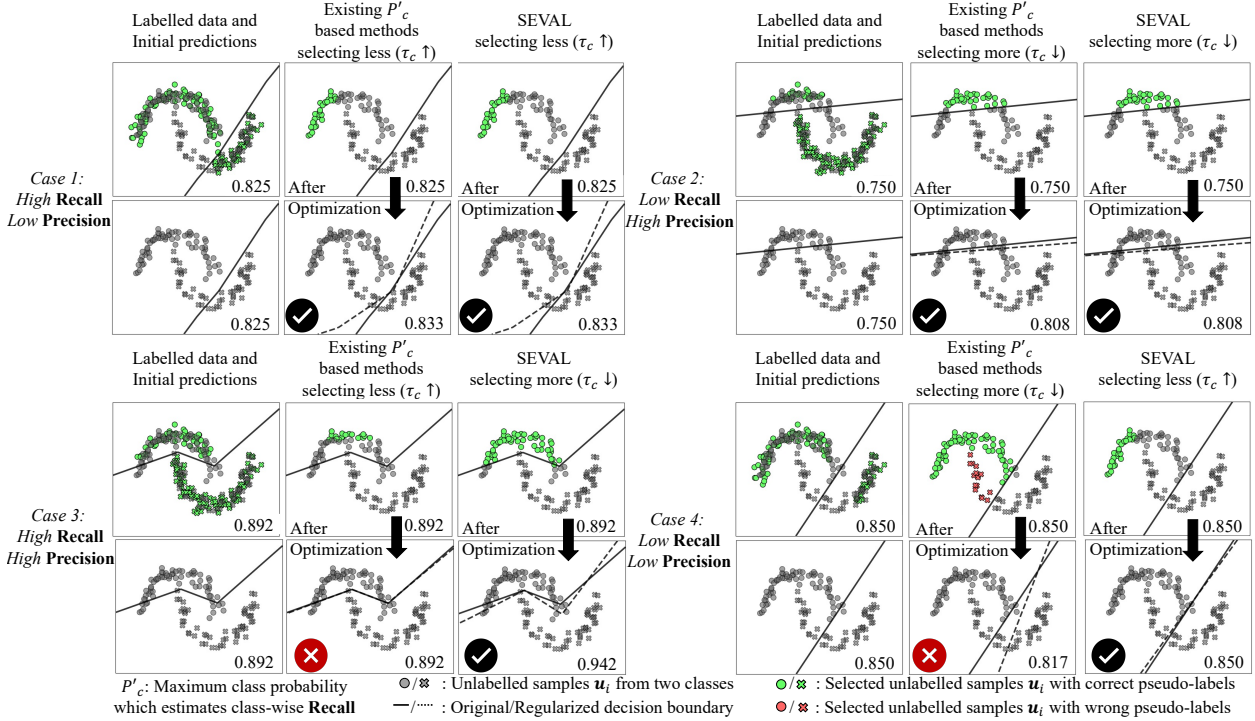 Labelled data and
Initial predictions
Existing P′c
based methods
selecting less (τc ↑)
SEVAL
selecting less (τc ↑)
Case 1:
High Recall
Low Precision
0.825
After
0.825
After
0.825
0.825
Optimization
0.833
Optimization
0.833
Labelled data and
Initial predictions
Existing P′c
based methods
selecting more (τc ↓)
SEVAL
selecting more (τc ↓)
Case 2:
Low Recall
High Precision
0.750
After
0.750
After
0.750
0.750
Optimization
0.808
Optimization
0.808
Labelled data and
Initial predictions
Existing P′c
based methods
selecting less (τc ↑)
SEVAL
selecting more (τc ↓)
Case 3:
High Recall
High Precision
0.892
After
0.892
After
0.892
0.892
Optimization
0.892
Optimization
0.942
Labelled data and
Initial predictions
Existing P′c
based methods
selecting more (τc ↓)
SEVAL
selecting less (τc ↑)
Case 4:
Low Recall
Low Precision
0.850
After
0.850
After
0.850
0.850
Optimization
0.817
Optimization
0.850
P′c: Maximum class probability
which estimates class-wise Recall
/ : Unlabelled samples ui from two classes
/ : Original/Regularized decision boundary
/ : Selected unlabelled samples ui with correct pseudo-labels
/ : Selected unlabelled samples ui with wrong pseudo-labels